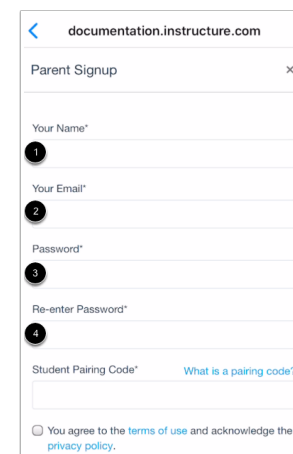 documentation.instructure.com
Parent Signup ×
Your Name*
1
Your Email*
2
Password*
3
Re-enter Password*
4
Student Pairing Code* What is a pairing code?
You agree to the terms of use and acknowledge the
privacy policy.